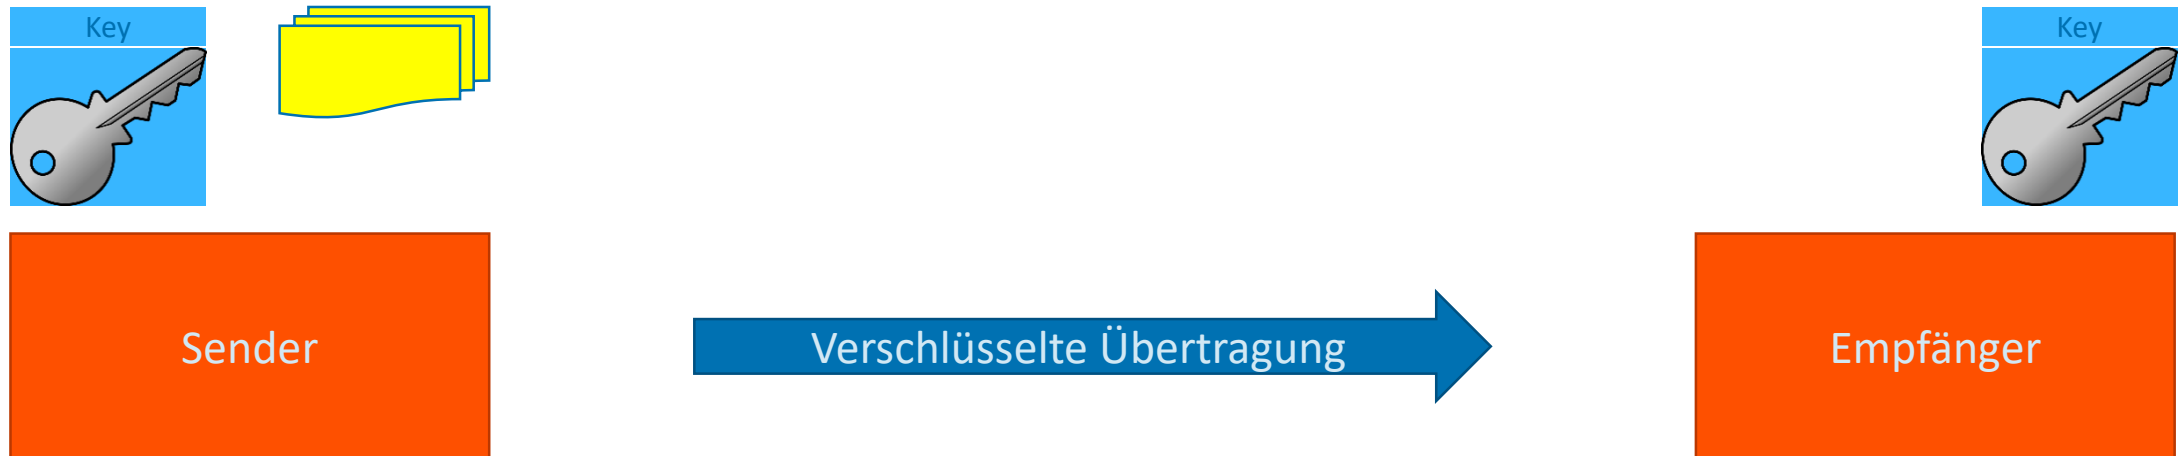 Key
Key
Sender
Verschlüsselte Übertragung
Empfänger